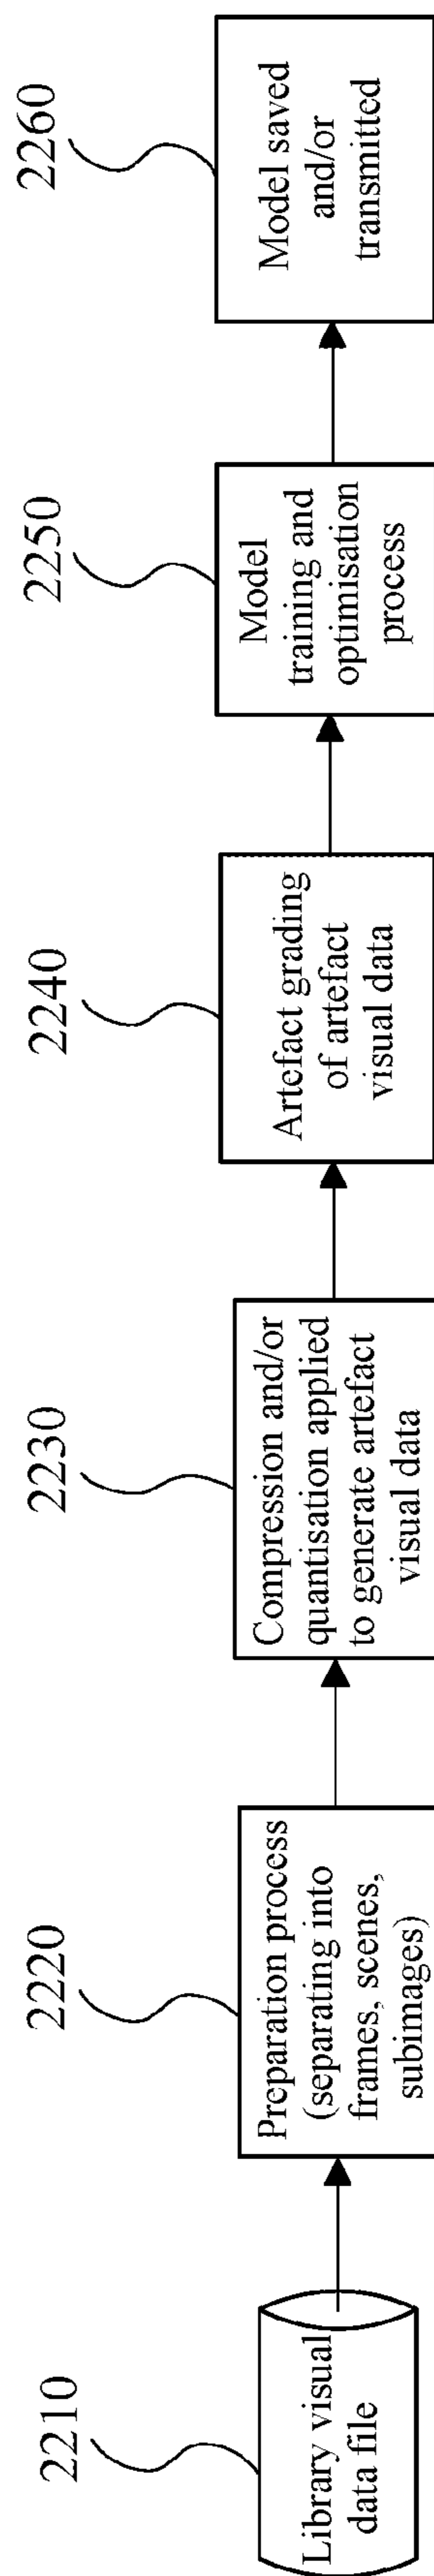 2210
Library visual
data file
2220
Preparation process
(separating into
frames, scenes,
subimages)
2230
Compression and/or
quantisation applied
to generate artefact
visual data
2240
Artefact grading
of artefact
visual data
2250
Model
training and
optimisation
process
2260
Model saved
and/or
transmitted